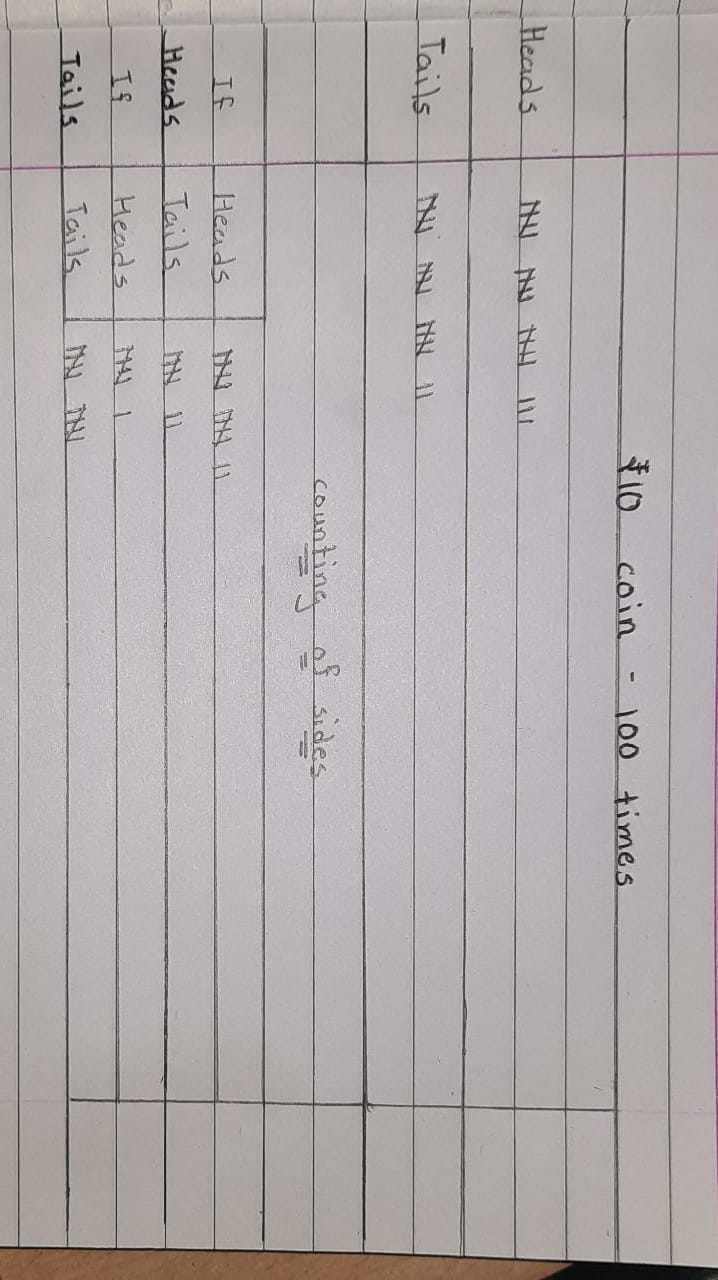 ₹10 coin - 100 times
Heads 𝍸 𝍸 𝍸 |||
Tails 𝍸 𝍸 𝍸 ||
counting of sides
If Heads Heads 𝍸 𝍸 ||
Tails 𝍸 ||
If Tails Heads 𝍸 |
Tails 𝍸 𝍸